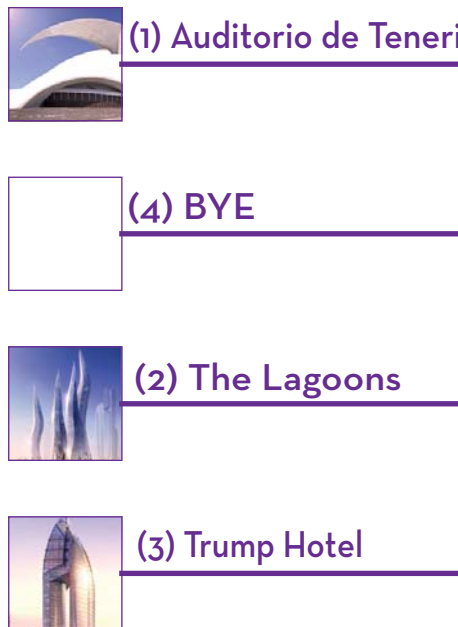 (1) Auditorio de Teneri
(4) BYE
(2) The Lagoons
(3) Trump Hotel